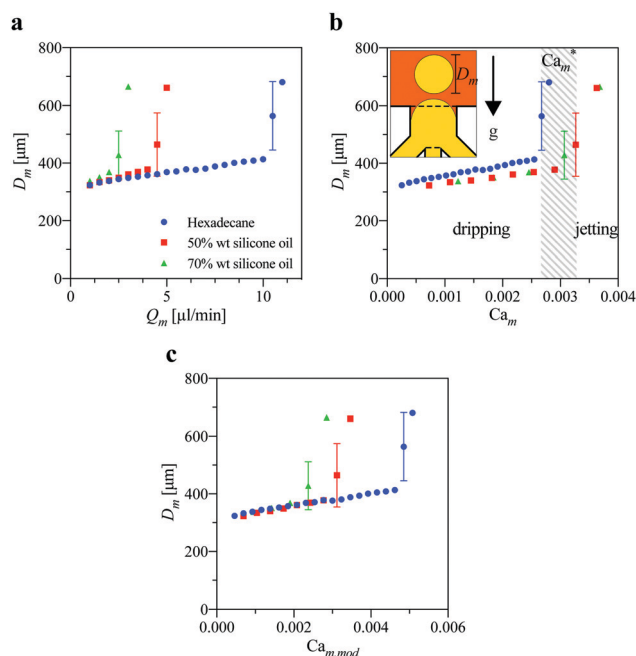 a
800
600
400
200
0
D_m [µm]
0
5
10
Q_m [µl/min]
Hexadecane
50% wt silicone oil
70% wt silicone oil
b
800
600
400
200
0
D_m [µm]
D_m
g
Ca_m^*
dripping
jetting
0.000
0.001
0.002
0.003
0.004
Ca_m
c
800
600
400
200
0
D_m [µm]
0.000
0.002
0.004
0.006
Ca_m,mod